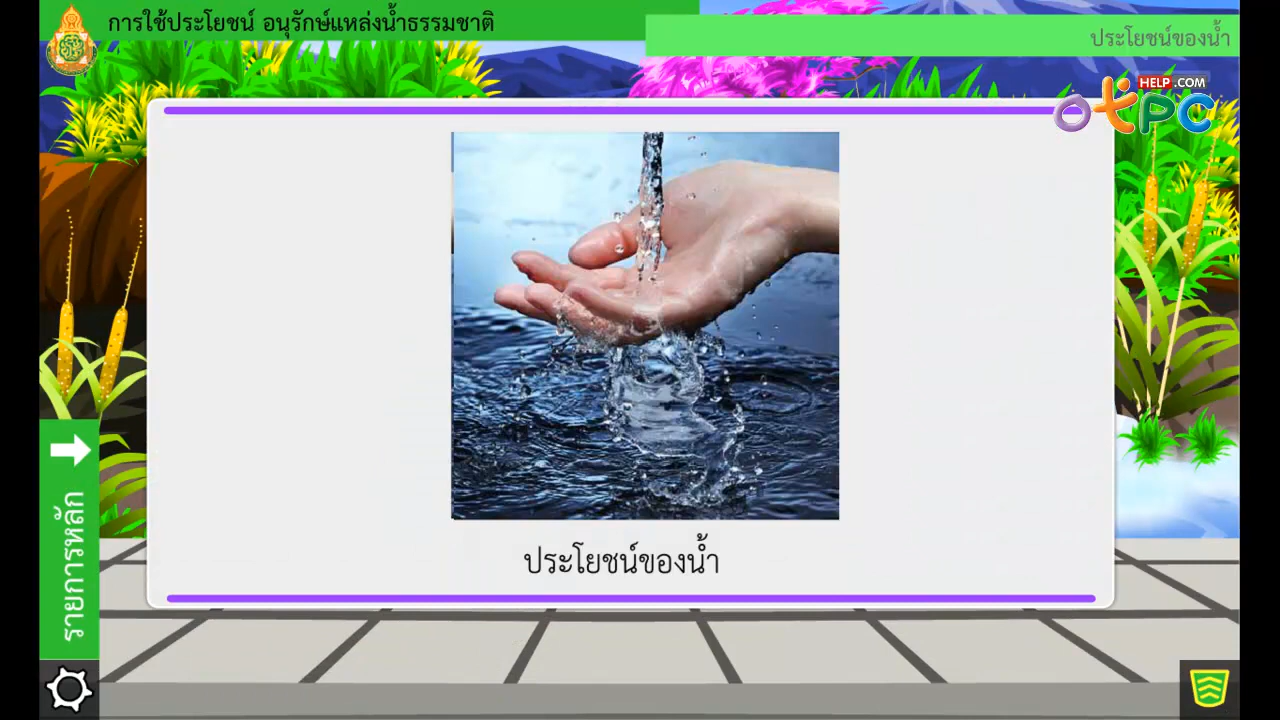 การใช้ประโยชน์ อนุรักษ์แหล่งน้ำธรรมชาติ
ประโยชน์ของน้ำ
HELP.COM
OTPC
ประโยชน์ของน้ำ
รายการหลัก